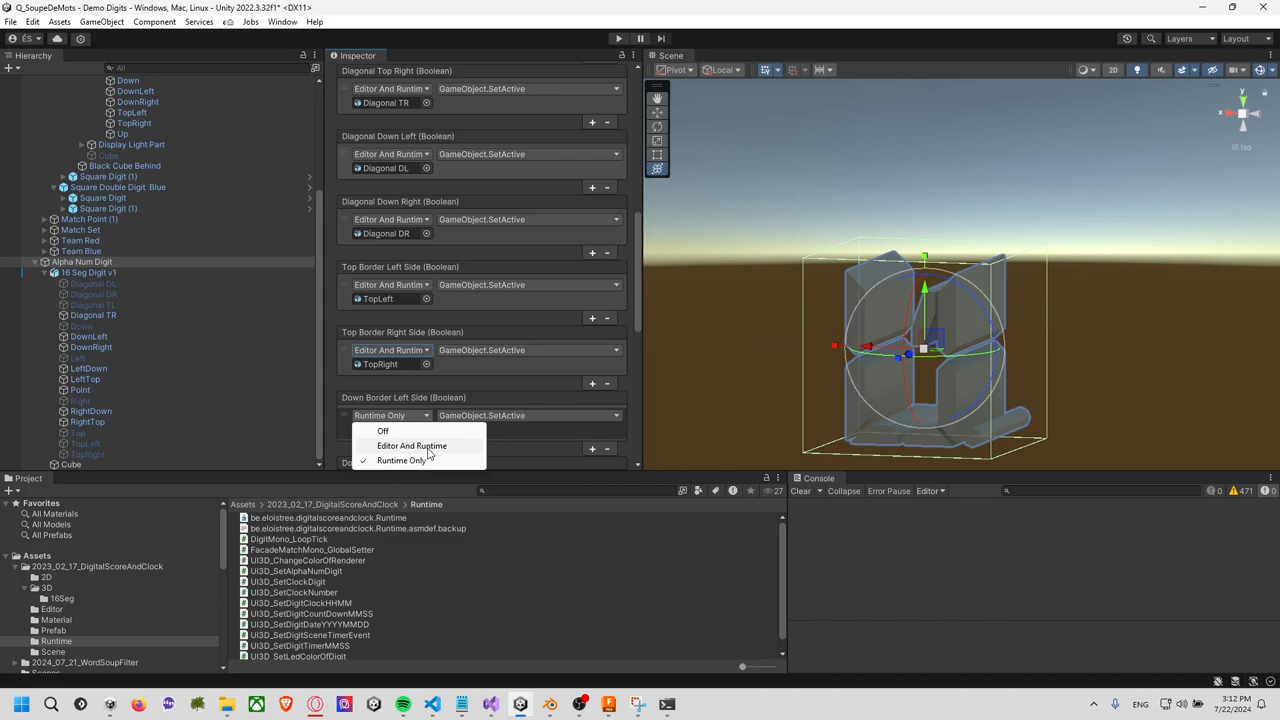 Q_SoupeDeMots - Demo Digits - Windows, Mac, Linux - Unity 2022.3.32f1* <DX11>
File Edit Assets GameObject Component Services Jobs Window Help
ÉS Layers Layout
Hierarchy
All
Down
DownLeft
DownRight
TopLeft
TopRight
Up
Display Light Part
Cube
Black Cube Behind
Square Digit (1)
Square Double Digit Blue
Square Digit
Square Digit (1)
Match Point (1)
Match Set
Team Red
Team Blue
Alpha Num Digit
16 Seg Digit v1
Diagonal DL
Diagonal DR
Diagonal TL
Diagonal TR
Down
DownLeft
DownRight
Left
LeftDown
LeftTop
Point
Right
RightDown
RightTop
Top
TopLeft
TopRight
Cube
Inspector
Diagonal Top Right (Boolean)
Editor And Runtim GameObject.SetActive
Diagonal TR
Diagonal Down Left (Boolean)
Editor And Runtim GameObject.SetActive
Diagonal DL
Diagonal Down Right (Boolean)
Editor And Runtim GameObject.SetActive
Diagonal DR
Top Border Left Side (Boolean)
Editor And Runtim GameObject.SetActive
TopLeft
Top Border Right Side (Boolean)
Editor And Runtim GameObject.SetActive
TopRight
Down Border Left Side (Boolean)
Runtime Only GameObject.SetActive
Off
Editor And Runtime
Runtime Only
Scene
Pivot Local 2D
y
x
Iso
Project
27
Favorites
All Materials
All Models
All Prefabs
Assets
2023_02_17_DigitalScoreAndClock
2D
3D
16Seg
Editor
Material
Prefab
Runtime
Scene
2024_07_21_WordSoupFilter
Assets > 2023_02_17_DigitalScoreAndClock > Runtime
be.eloistree.digitalscoreandclock.Runtime
be.eloistree.digitalscoreandclock.Runtime.asmdef.backup
DigitMono_LoopTick
FacadeMatchMono_GlobalSetter
UI3D_ChangeColorOfRenderer
UI3D_SetAlphaNumDigit
UI3D_SetClockDigit
UI3D_SetClockNumber
UI3D_SetDigitClockHHMM
UI3D_SetDigitCountDownMMSS
UI3D_SetDigitDateYYYYMMDD
UI3D_SetDigitSceneTimerEvent
UI3D_SetDigitTimerMMSS
UI3D_SetLedColorOfDigit
Console
Clear Collapse Error Pause Editor 0 471 0
3:12 PM
7/22/2024